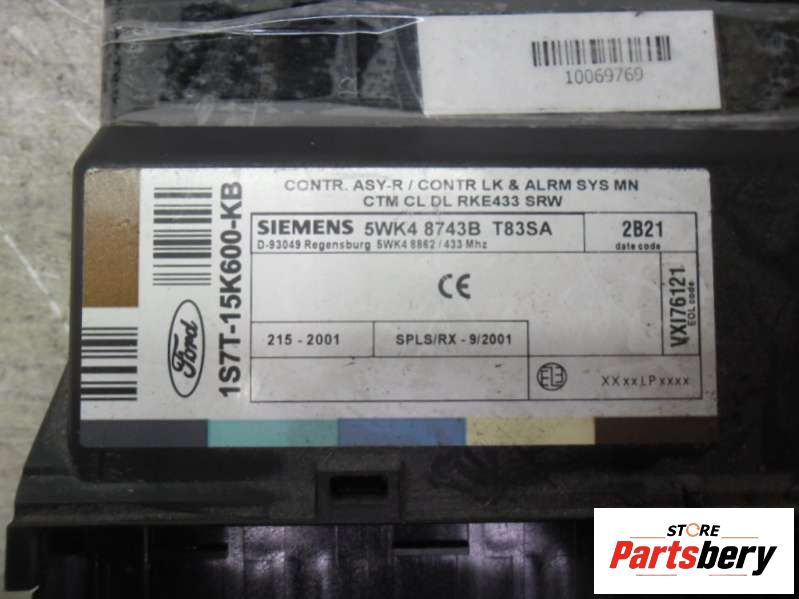 10069769
CONTR. ASY-R / CONTR LK & ALRM SYS MN
CTM CL DL RKE433 SRW
SIEMENS 5WK4 8743B T83SA
D-93049 Regensburg 5WK4 8862 / 433 Mhz
2B21
date code
CE
VXI76121
EOL code
215 - 2001
SPLS/RX - 9/2001
XXxxLPxxxx
Ford
1S7T-15K600-KB
STORE
Partsbery